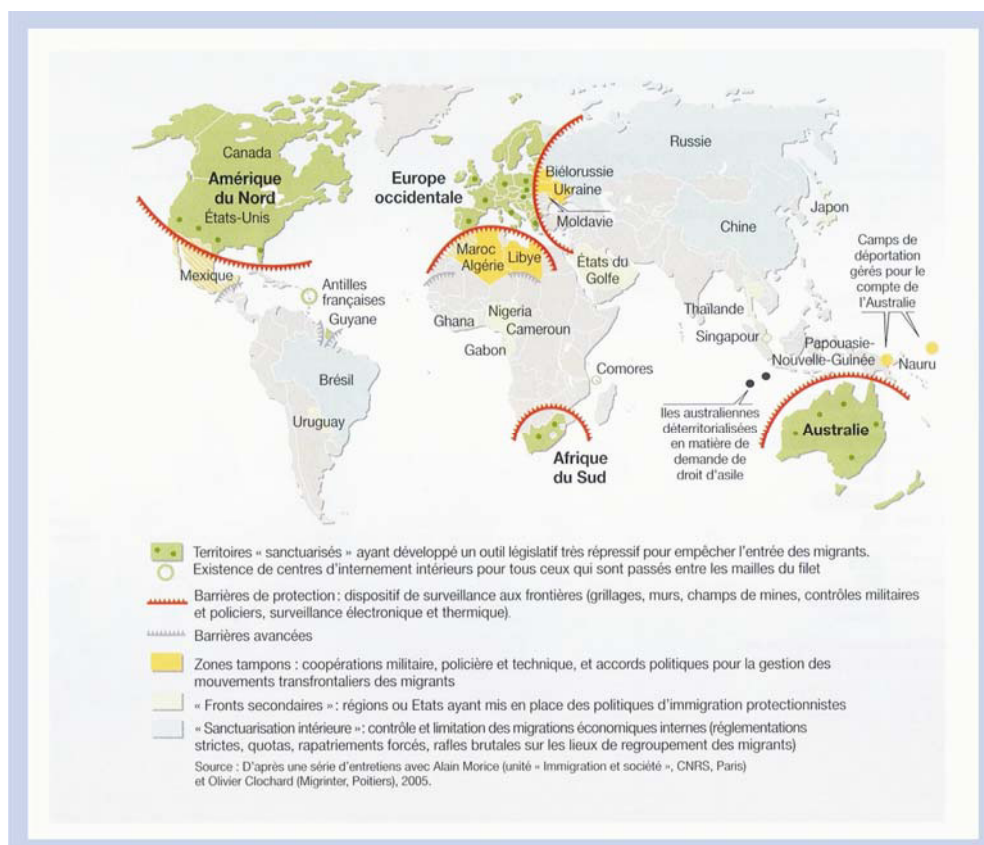 Canada
Amérique
du Nord
États-Unis
Mexique
Antilles
françaises
Guyane
Brésil
Uruguay
Europe
occidentale
Biélorussie
Ukraine
Moldavie
Russie
Chine
Japon
Maroc
Algérie
Libye
États du
Golfe
Ghana
Nigeria
Cameroun
Gabon
Comores
Afrique
du Sud
Thaïlande
Singapour
Papouasie-
Nouvelle-Guinée
Nauru
Camps de
déportation
gérés pour le
compte de
l'Australie
Iles australiennes
déterritorialisées
en matière de
demande de
droit d'asile
Australie
Territoires « sanctuarisés » ayant développé un outil législatif très répressif pour empêcher l'entrée des migrants.
Existence de centres d'internement intérieurs pour tous ceux qui sont passés entre les mailles du filet
Barrières de protection : dispositif de surveillance aux frontières (grillages, murs, champs de mines, contrôles militaires
et policiers, surveillance électronique et thermique).
Barrières avancées
Zones tampons : coopérations militaire, policière et technique, et accords politiques pour la gestion des
mouvements transfrontaliers des migrants
« Fronts secondaires » : régions ou Etats ayant mis en place des politiques d'immigration protectionnistes
« Sanctuarisation intérieure » : contrôle et limitation des migrations économiques internes (réglementations
strictes, quotas, rapatriements forcés, rafles brutales sur les lieux de regroupement des migrants)
Source : D'après une série d'entretiens avec Alain Morice (unité « Immigration et société », CNRS, Paris)
et Olivier Clochard (Migrinter, Poitiers), 2005.